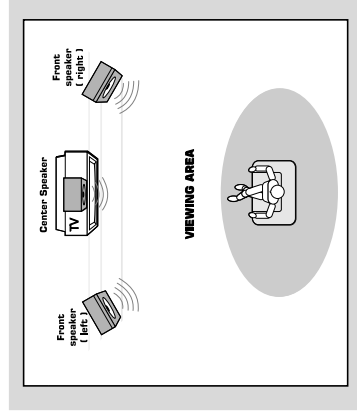 Front
speaker
( left )
Center Speaker
TV
Front
speaker
( right )
VIEWING AREA